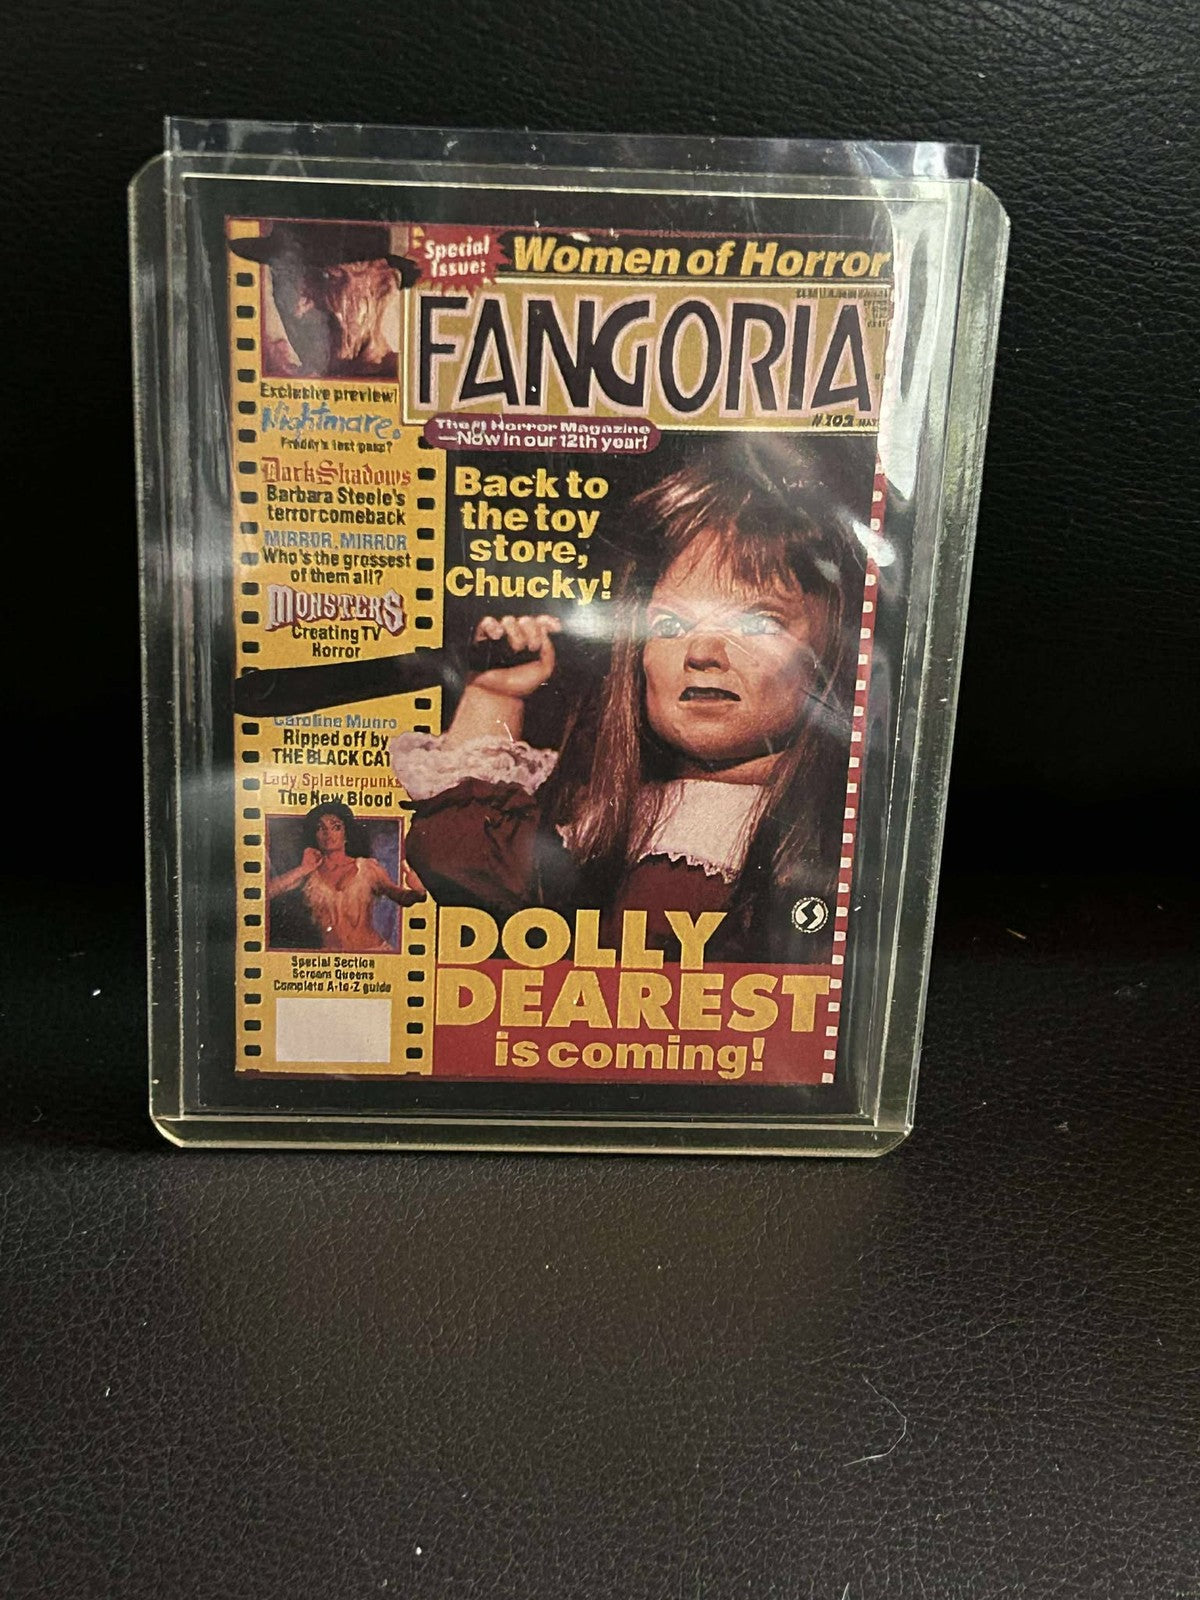 Special
Issue:
Women of Horror
FANGORIA
The #1 Horror Magazine
—Now in our 12th year!
Exclusive preview!
Nightmare
Freddy's last gasp?
Dark Shadows
Barbara Steele's
terror comeback
MIRROR, MIRROR
Who's the grossest
of them all?
MONSTERS
Creating TV
Horror
Caroline Munro
Ripped off by
THE BLACK CAT
Lady Splatterpunks
The New Blood
Special Section
Scream Queens
Complete A-to-Z guide
Back to
the toy
store,
Chucky!
DOLLY
DEAREST
is coming!